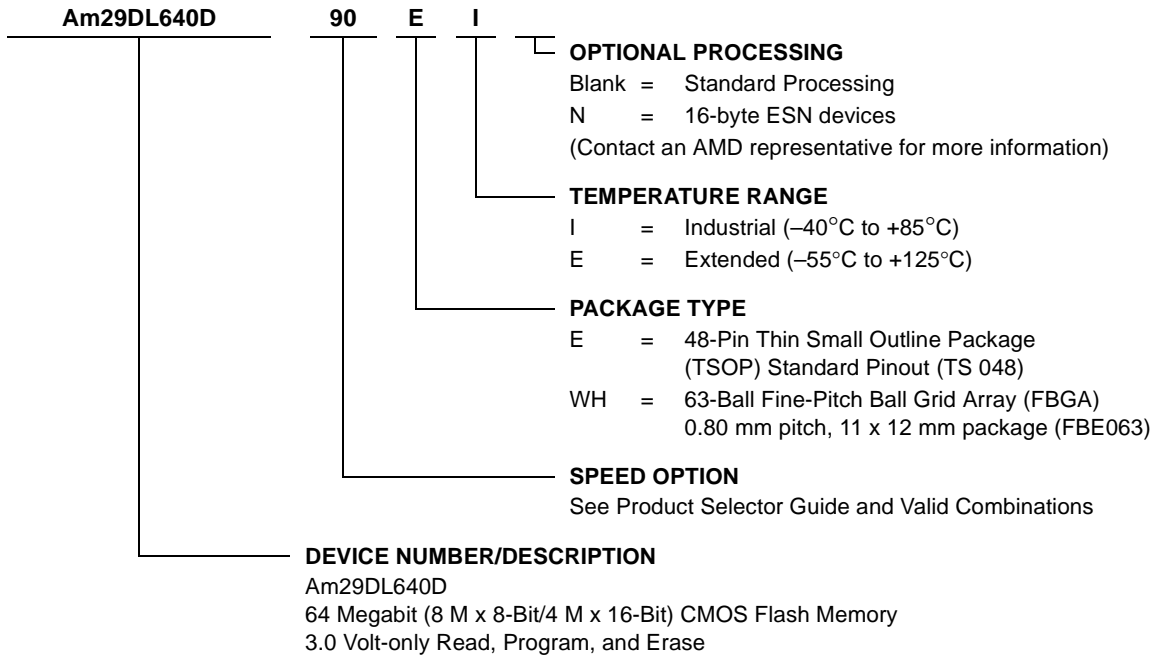 Am29DL640D 90 E I
OPTIONAL PROCESSING
Blank = Standard Processing
N = 16-byte ESN devices
(Contact an AMD representative for more information)
TEMPERATURE RANGE
I = Industrial (–40°C to +85°C)
E = Extended (–55°C to +125°C)
PACKAGE TYPE
E = 48-Pin Thin Small Outline Package
(TSOP) Standard Pinout (TS 048)
WH = 63-Ball Fine-Pitch Ball Grid Array (FBGA)
0.80 mm pitch, 11 x 12 mm package (FBE063)
SPEED OPTION
See Product Selector Guide and Valid Combinations
DEVICE NUMBER/DESCRIPTION
Am29DL640D
64 Megabit (8 M x 8-Bit/4 M x 16-Bit) CMOS Flash Memory
3.0 Volt-only Read, Program, and Erase